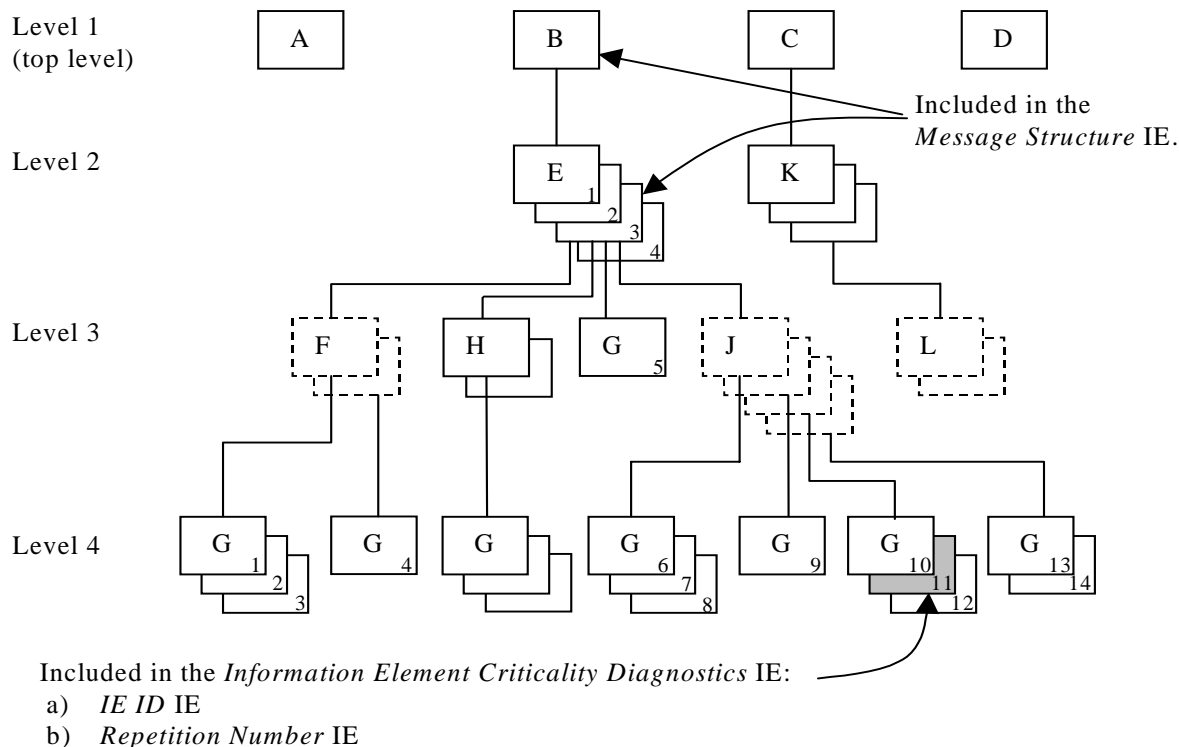 Level 1
(top level)
A
B
C
D
Included in the
Message Structure IE.
Level 2
E
1
2
3
4
K
Level 3
F
H
G
5
J
L
Level 4
G
1
2
3
G
4
G
G
6
7
8
G
9
G
10
11
12
G
13
14
Included in the Information Element Criticality Diagnostics IE:
a) IE ID IE
b) Repetition Number IE